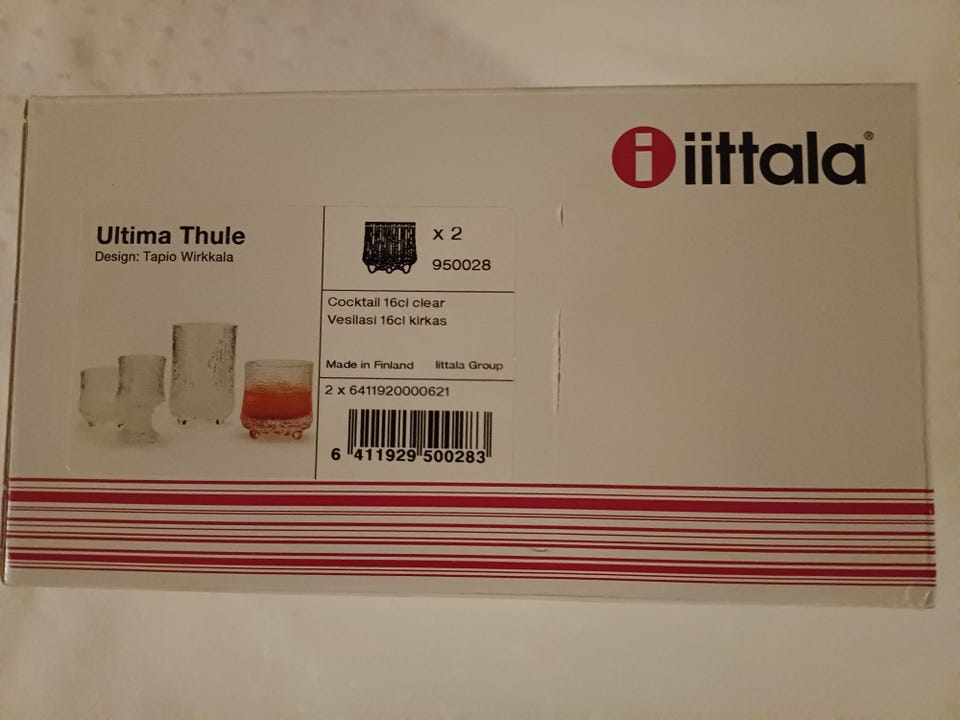 iittala®
Ultima Thule
Design: Tapio Wirkkala
x 2
950028
Cocktail 16cl clear
Vesilasi 16cl kirkas
Made in Finland Iittala Group
2 x 6411920000621
6 411929 500283